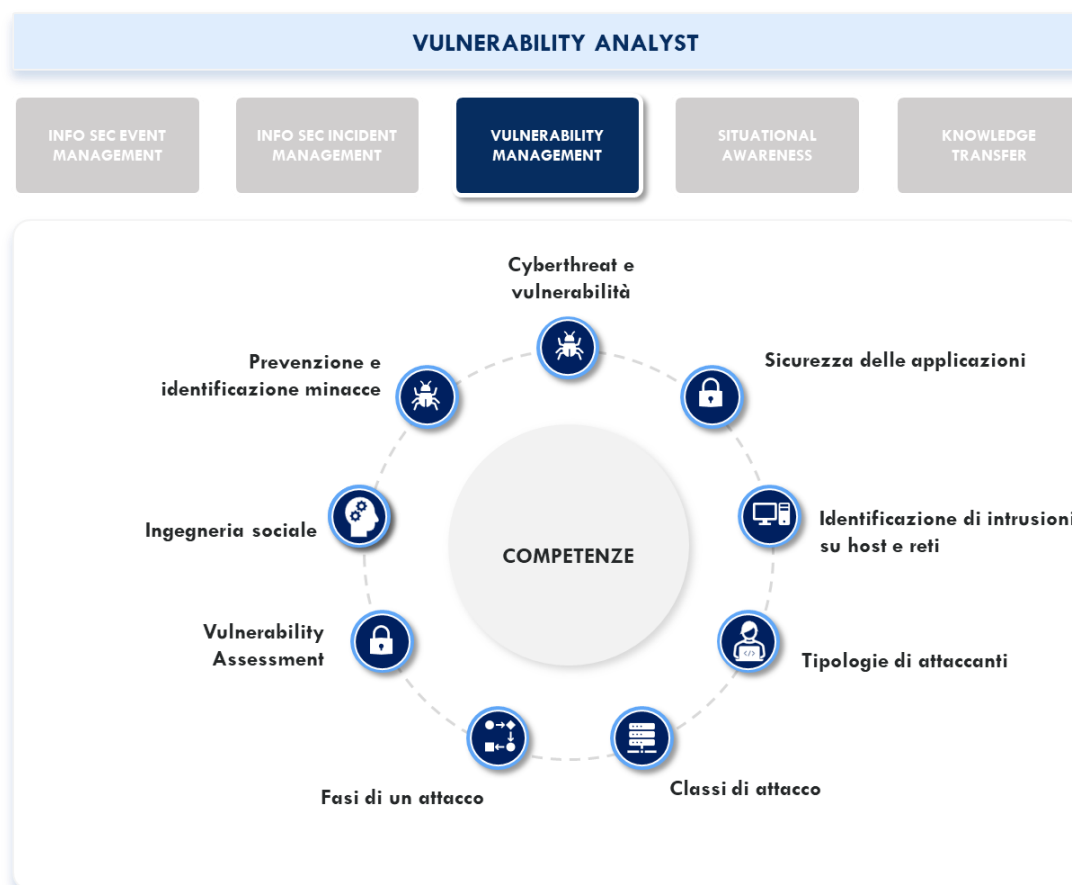 VULNERABILITY ANALYST
INFO SEC EVENT
MANAGEMENT
INFO SEC INCIDENT
MANAGEMENT
VULNERABILITY
MANAGEMENT
SITUATIONAL
AWARENESS
KNOWLEDGE
TRANSFER
Cyberthreat e
vulnerabilità
Sicurezza delle applicazioni
Prevenzione e
identificazione minacce
Identificazione di intrusioni
su host e reti
Ingegneria sociale
COMPETENZE
Vulnerability
Assessment
Tipologie di attaccanti
Classi di attacco
Fasi di un attacco